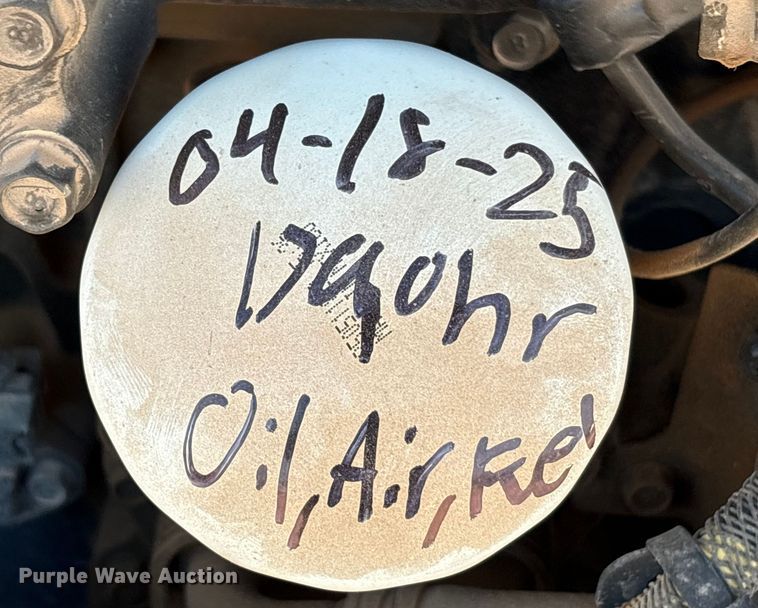 04-18-25
1790hr
Oil, Air, Fuel
Purple Wave Auction